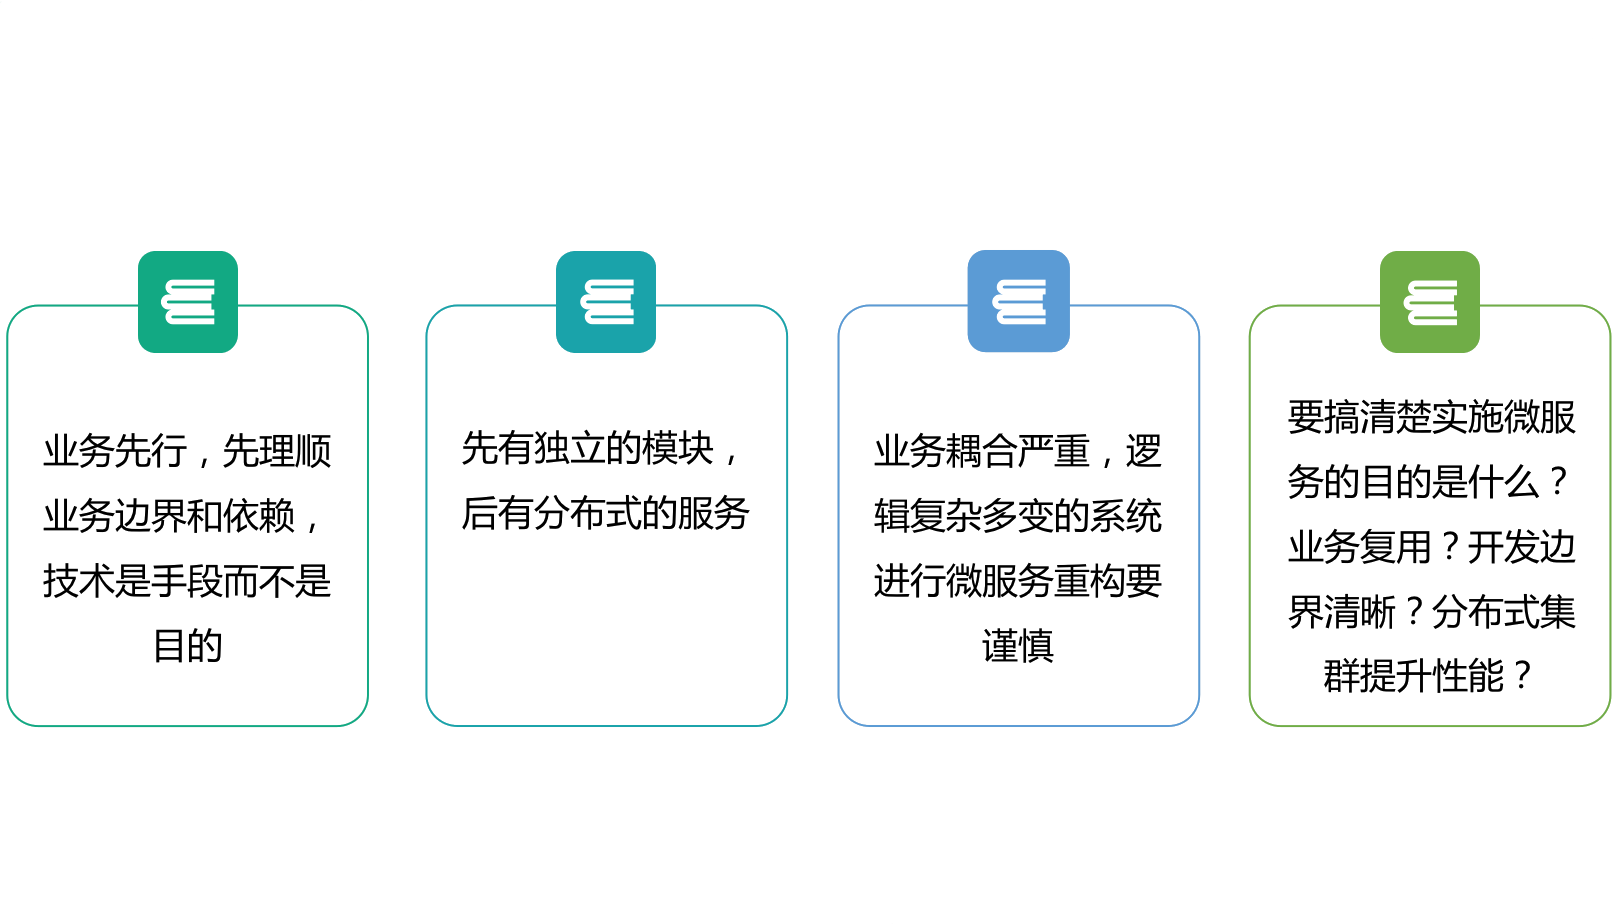 业务先行，先理顺
业务边界和依赖，
技术是手段而不是
目的
先有独立的模块，
后有分布式的服务
业务耦合严重，逻
辑复杂多变的系统
进行微服务重构要
谨慎
要搞清楚实施微服
务的目的是什么？
业务复用？开发边
界清晰？分布式集
群提升性能？